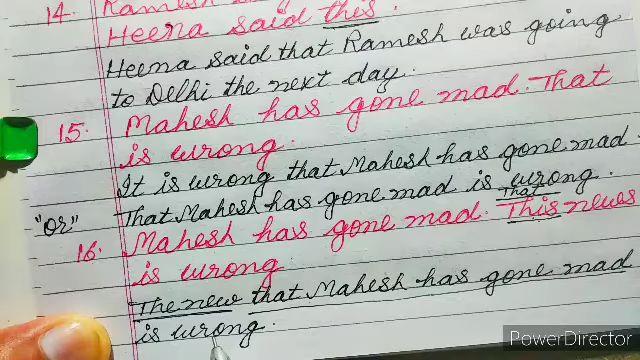 14. Ramesh
Heena said this.
Heena said that Ramesh was going
to Delhi the next day.
15. Mahesh has gone mad. That
is wrong.
It is wrong that Mahesh has gone mad.
"or" That Mahesh has gone mad is wrong.
That
16. Mahesh has gone mad. This news
is wrong
The new that Mahesh has gone mad
is wrong.
PowerDirector